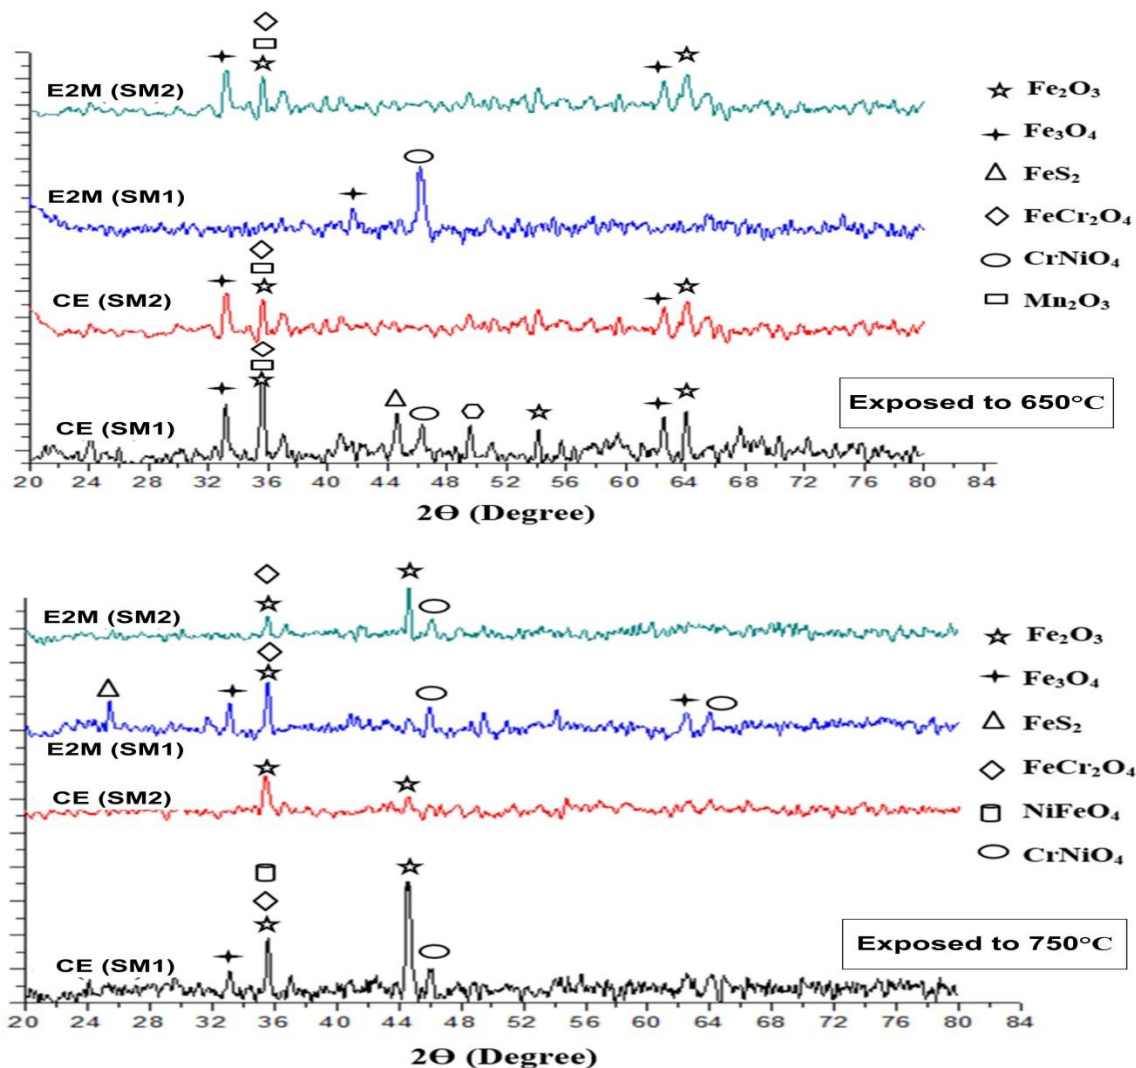 E2M (SM2)
E2M (SM1)
CE (SM2)
CE (SM1)
Fe₂O₃
Fe₃O₄
FeS₂
FeCr₂O₄
CrNiO₄
Mn₂O₃
Exposed to 650°C
20 24 28 32 36 40 44 48 52 56 60 64 68 72 76 80 84
2Ɵ (Degree)
E2M (SM2)
E2M (SM1)
CE (SM2)
CE (SM1)
Fe₂O₃
Fe₃O₄
FeS₂
FeCr₂O₄
NiFeO₄
CrNiO₄
Exposed to 750°C
20 24 28 32 36 40 44 48 52 56 60 64 68 72 76 80 84
2Ɵ (Degree)